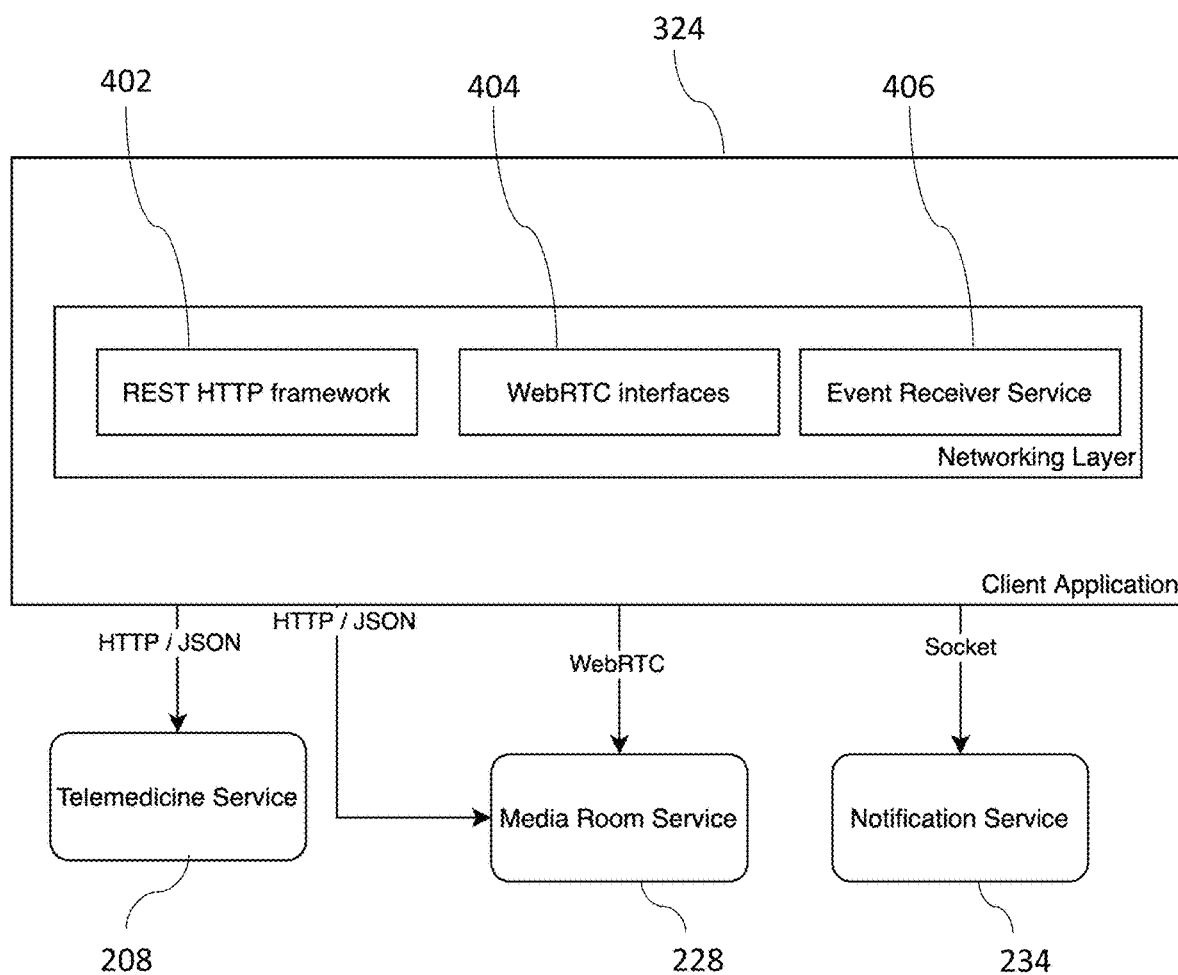 324
402
404
406
REST HTTP framework
WebRTC interfaces
Event Receiver Service
Networking Layer
Client Application
HTTP / JSON
HTTP / JSON
WebRTC
Socket
Telemedicine Service
Media Room Service
Notification Service
208
228
234